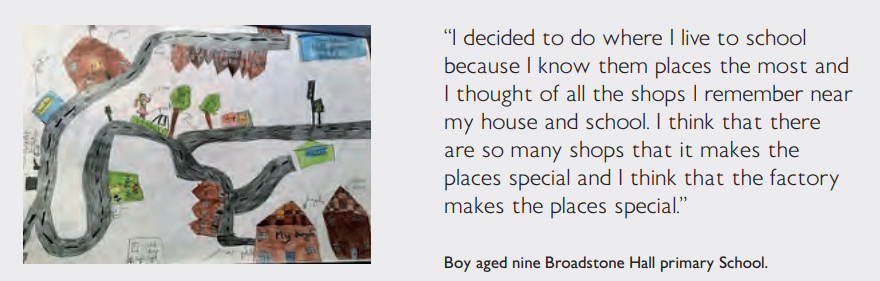 “I decided to do where I live to school
because I know them places the most and
I thought of all the shops I remember near
my house and school. I think that there
are so many shops that it makes the
places special and I think that the factory
makes the places special.”
Boy aged nine Broadstone Hall primary School.
My